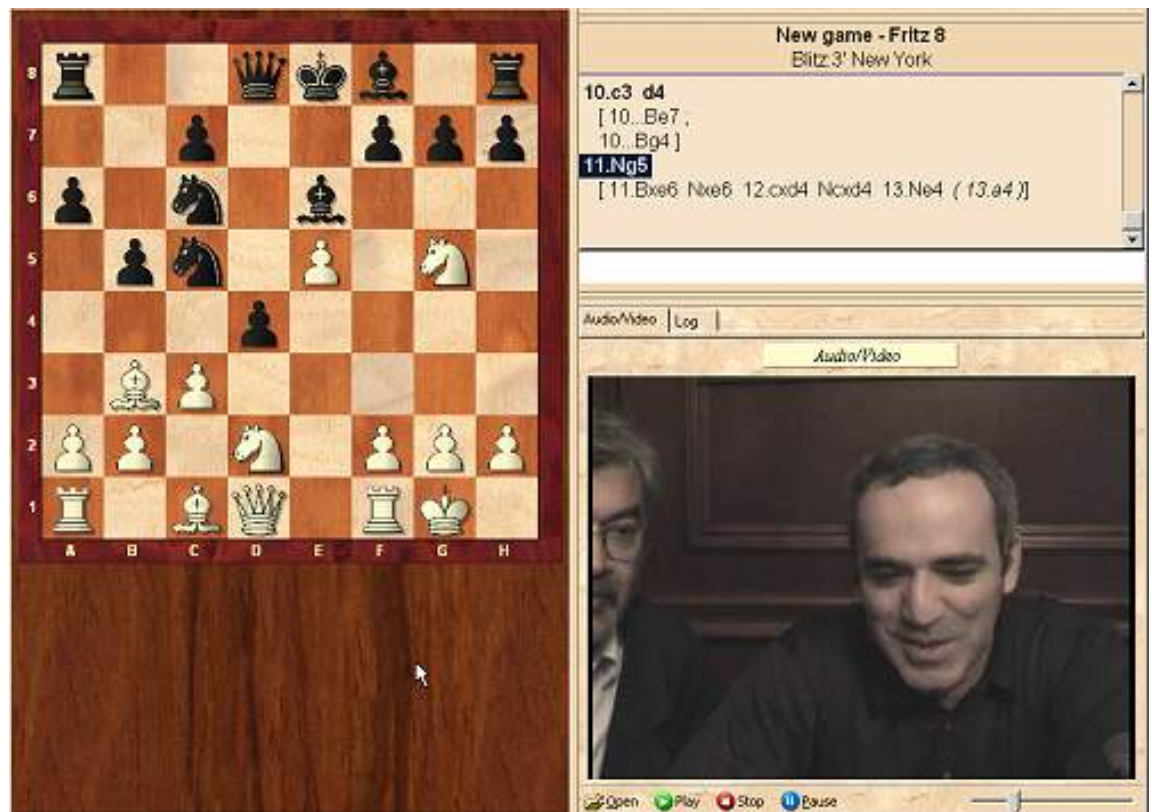 New game - Fritz 8
Blitz 3' New York
10.c3 d4
[ 10...Be7 ,
10...Bg4 ]
11.Ng5
[ 11.Bxe6 Nxe6 12.cxd4 Ncxd4 13.Ne4 ( 13.a4 )]
8
7
6
5
4
3
2
1
A B C D E F G H
Audio/Video Log
Audio/Video
Open Play Stop Pause